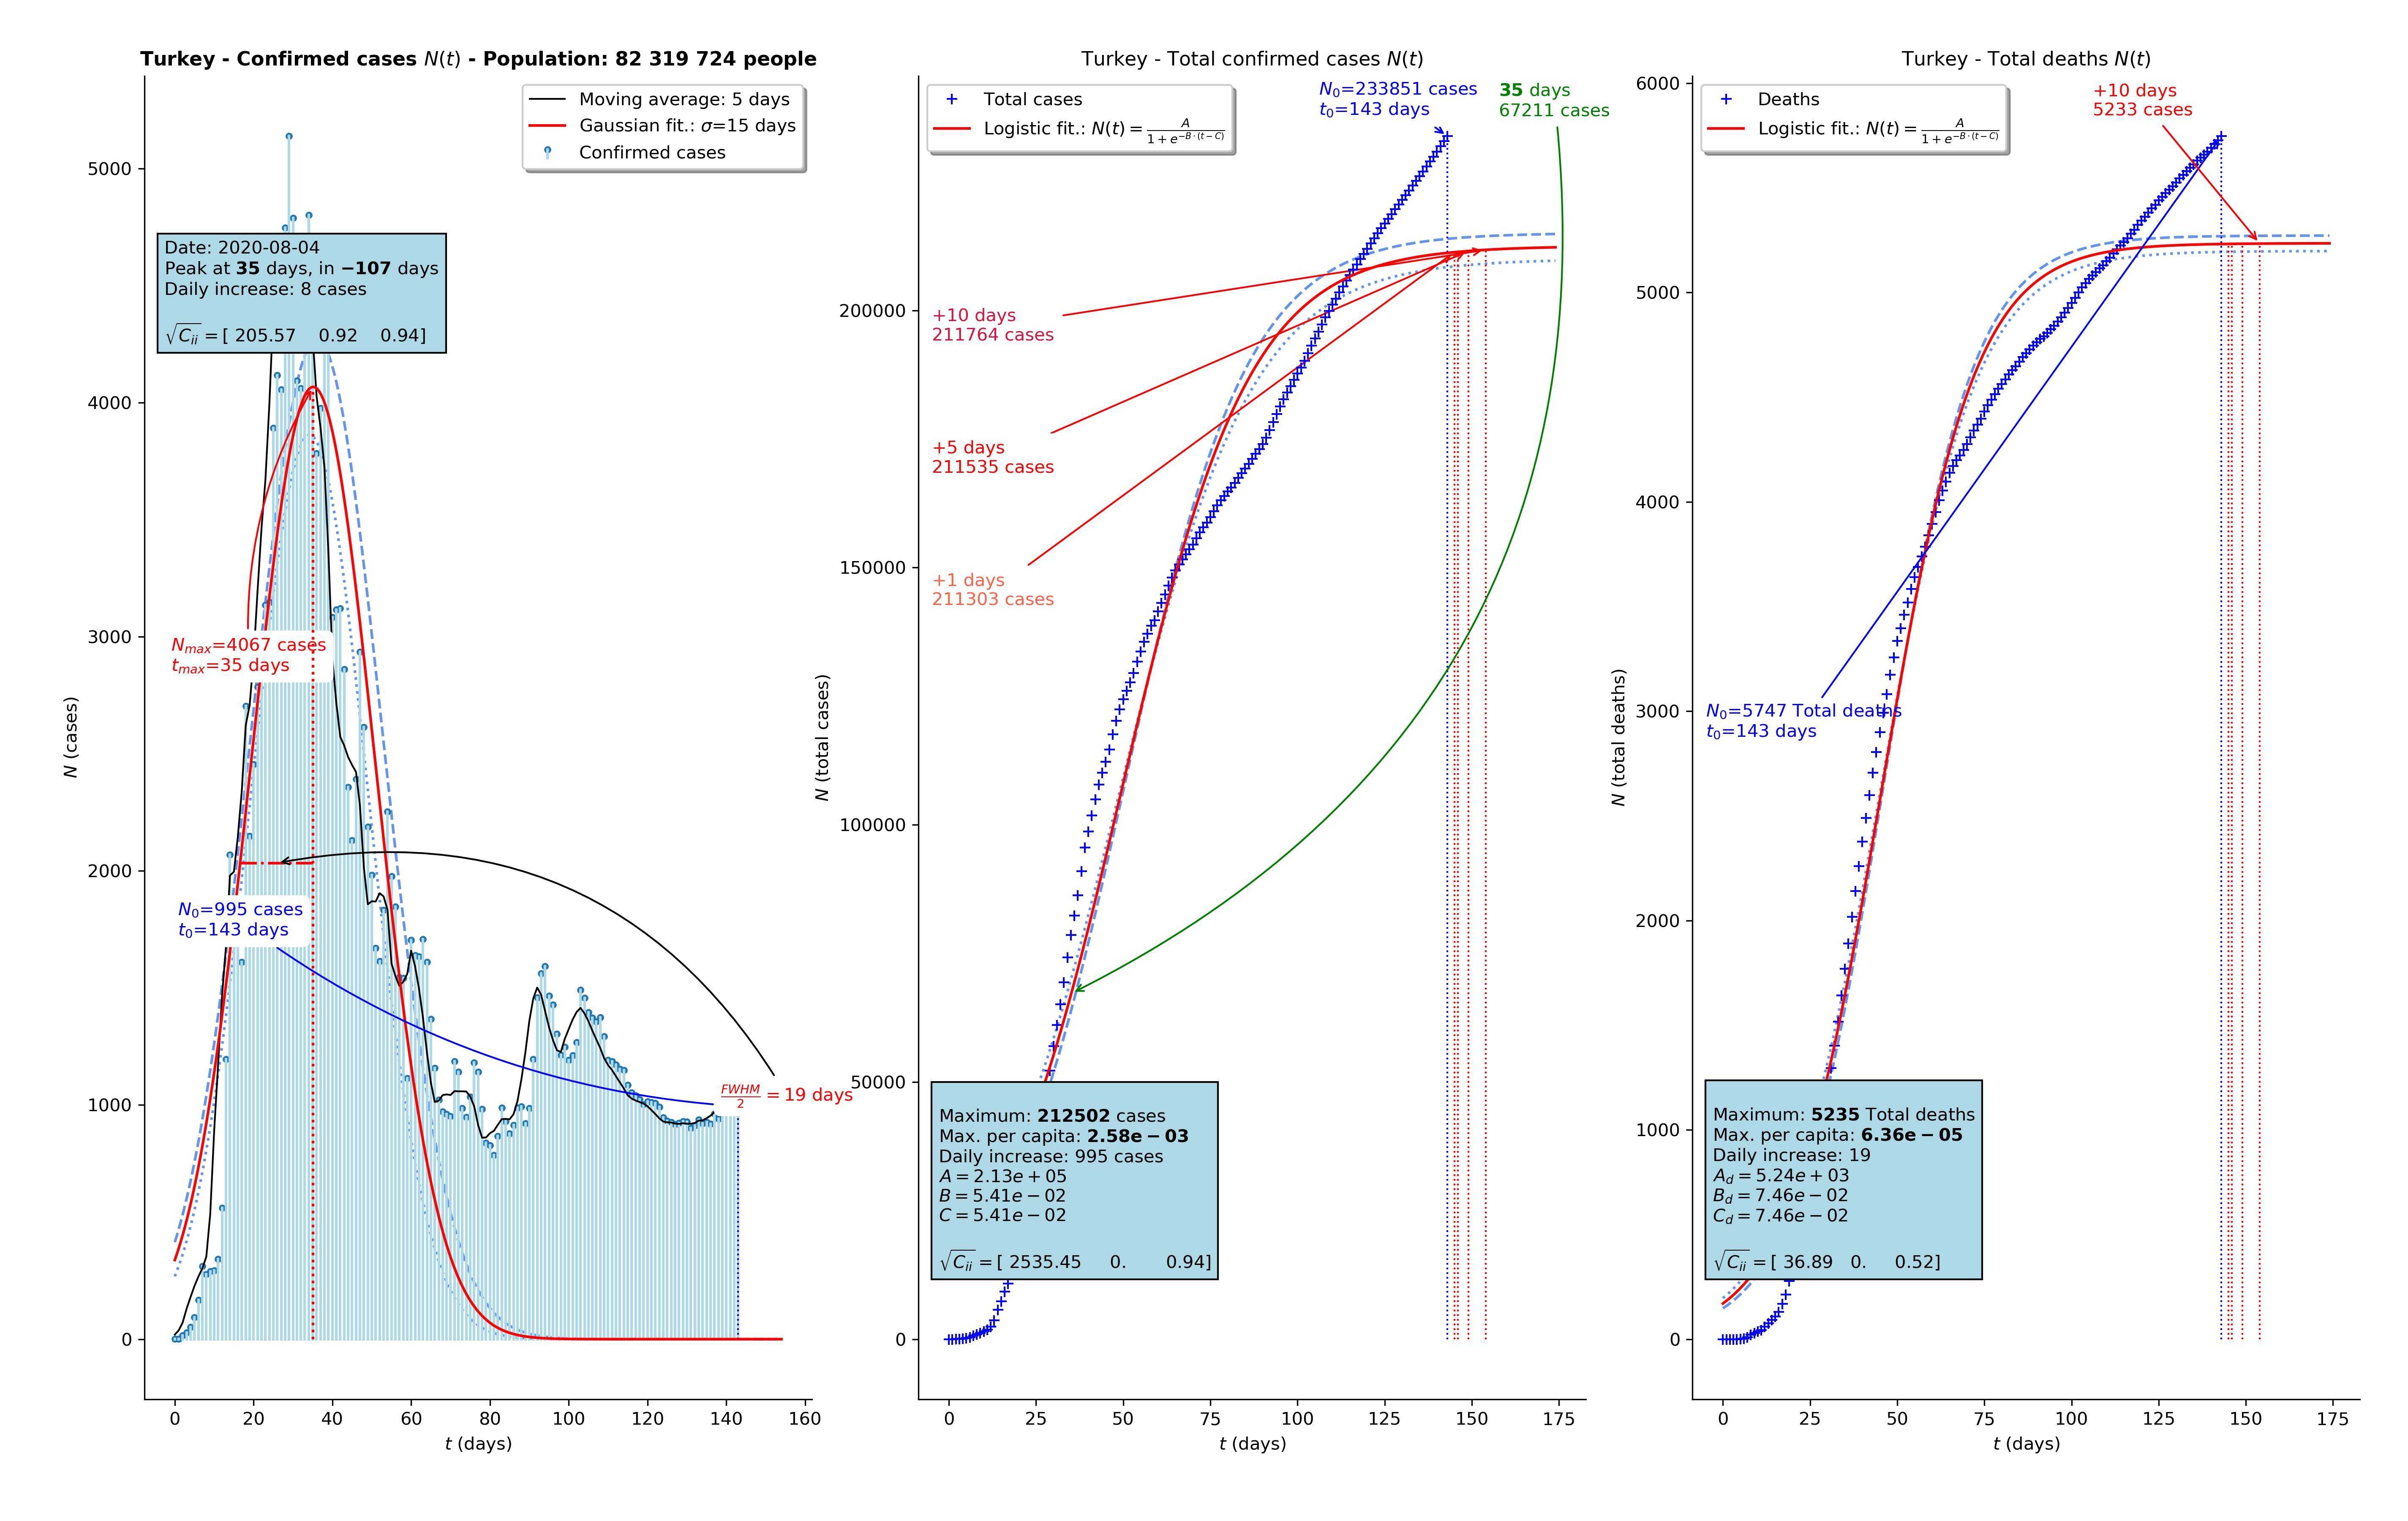 Turkey - Confirmed cases N(t) - Population: 82 319 724 people
Moving average: 5 days
Gaussian fit.: σ=15 days
Confirmed cases
Date: 2020-08-04
Peak at 35 days, in −107 days
Daily increase: 8 cases
√C_ii = [ 205.57 0.92 0.94]
N_max=4067 cases
t_max=35 days
N_0=995 cases
t_0=143 days
FWHM/2 = 19 days
5000
4000
3000
2000
1000
0
N (cases)
0 20 40 60 80 100 120 140 160
t (days)
Turkey - Total confirmed cases N(t)
Total cases
Logistic fit.: N(t) = A/(1 + e^(−B·(t−C)))
N_0=233851 cases
t_0=143 days
35 days
67211 cases
+10 days
211764 cases
+5 days
211535 cases
+1 days
211303 cases
Maximum: 212502 cases
Max. per capita: 2.58e − 03
Daily increase: 995 cases
A = 2.13e + 05
B = 5.41e − 02
C = 5.41e − 02
√C_ii = [ 2535.45 0. 0.94]
200000
150000
100000
50000
0
N (total cases)
0 25 50 75 100 125 150 175
t (days)
Turkey - Total deaths N(t)
Deaths
Logistic fit.: N(t) = A/(1 + e^(−B·(t−C)))
+10 days
5233 cases
N_0=5747 Total deaths
t_0=143 days
Maximum: 5235 Total deaths
Max. per capita: 6.36e − 05
Daily increase: 19
A_d = 5.24e + 03
B_d = 7.46e − 02
C_d = 7.46e − 02
√C_ii = [ 36.89 0. 0.52]
6000
5000
4000
3000
2000
1000
0
N (total deaths)
0 25 50 75 100 125 150 175
t (days)